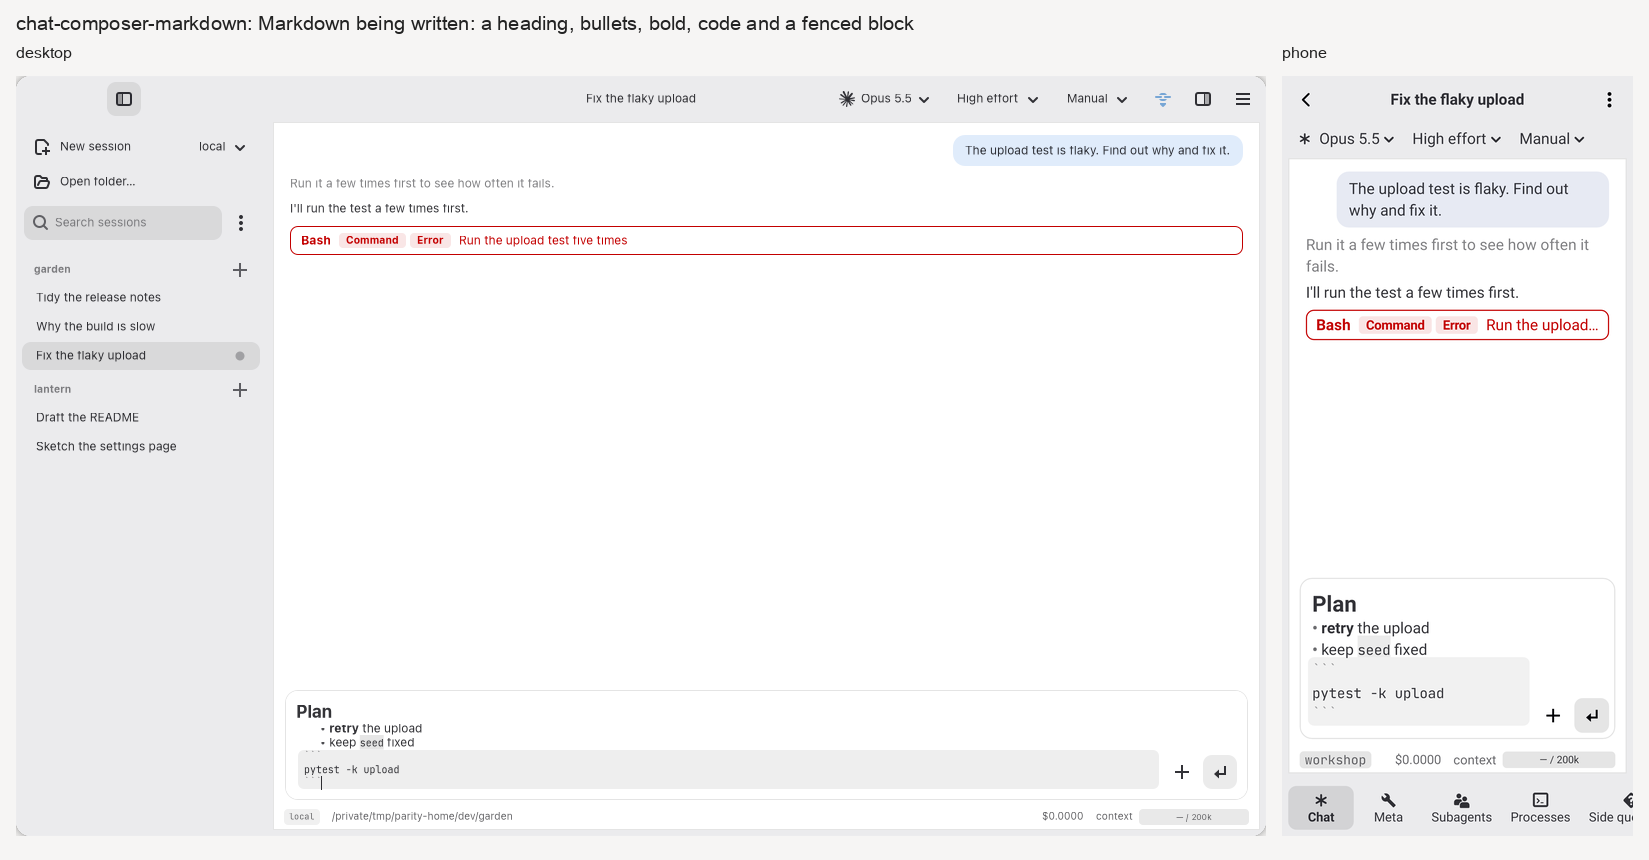 chat-composer-markdown: Markdown being written: a heading, bullets, bold, code and a fenced block
desktop
Fix the flaky upload
Opus 5.5
High effort
Manual
New session
local
Open folder...
Search sessions
garden
Tidy the release notes
Why the build is slow
Fix the flaky upload
lantern
Draft the README
Sketch the settings page
The upload test is flaky. Find out why and fix it.
Run it a few times first to see how often it fails.
I'll run the test a few times first.
Bash Command Error Run the upload test five times
Plan
• retry the upload
• keep seed fixed
```
pytest -k upload
```
local /private/tmp/parity-home/dev/garden
$0.0000 context — / 200k
phone
Fix the flaky upload
Opus 5.5 High effort Manual
The upload test is flaky. Find out
why and fix it.
Run it a few times first to see how often it
fails.
I'll run the test a few times first.
Bash Command Error Run the upload...
Plan
• retry the upload
• keep seed fixed
```
pytest -k upload
```
workshop $0.0000 context — / 200k
Chat Meta Subagents Processes Side qu